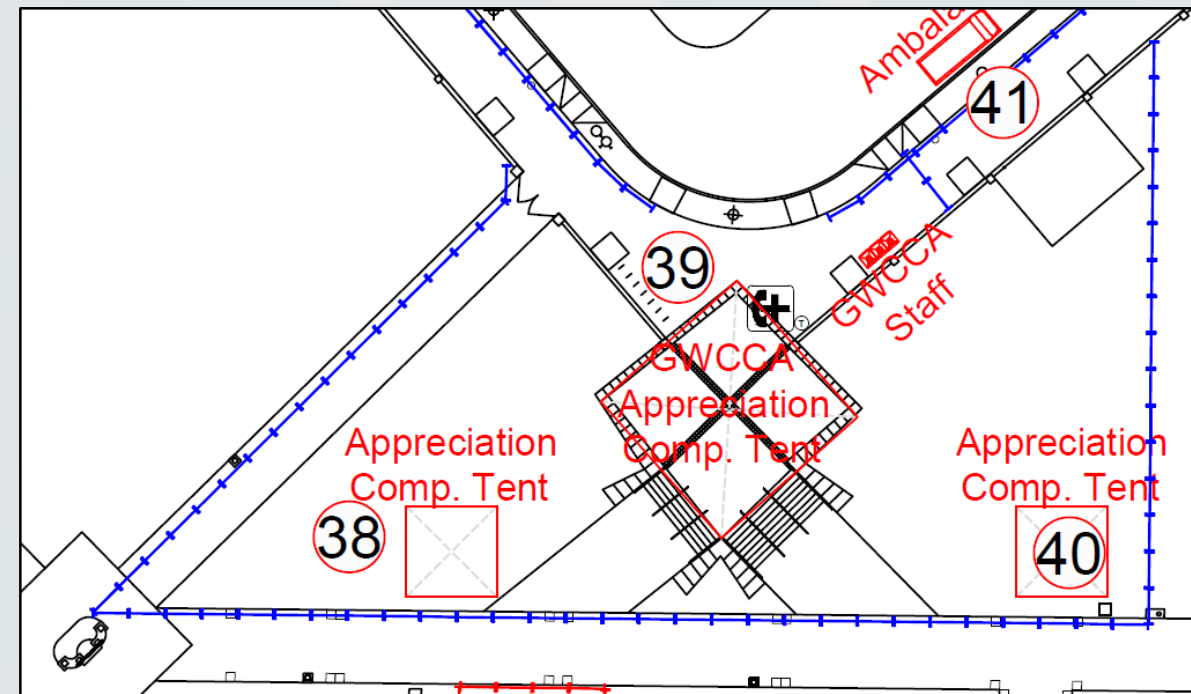 Ambala
41
39
GWCCA
Staff
GWCCA
Appreciation
Comp. Tent
Appreciation
Comp. Tent
38
Appreciation
Comp. Tent
40
T